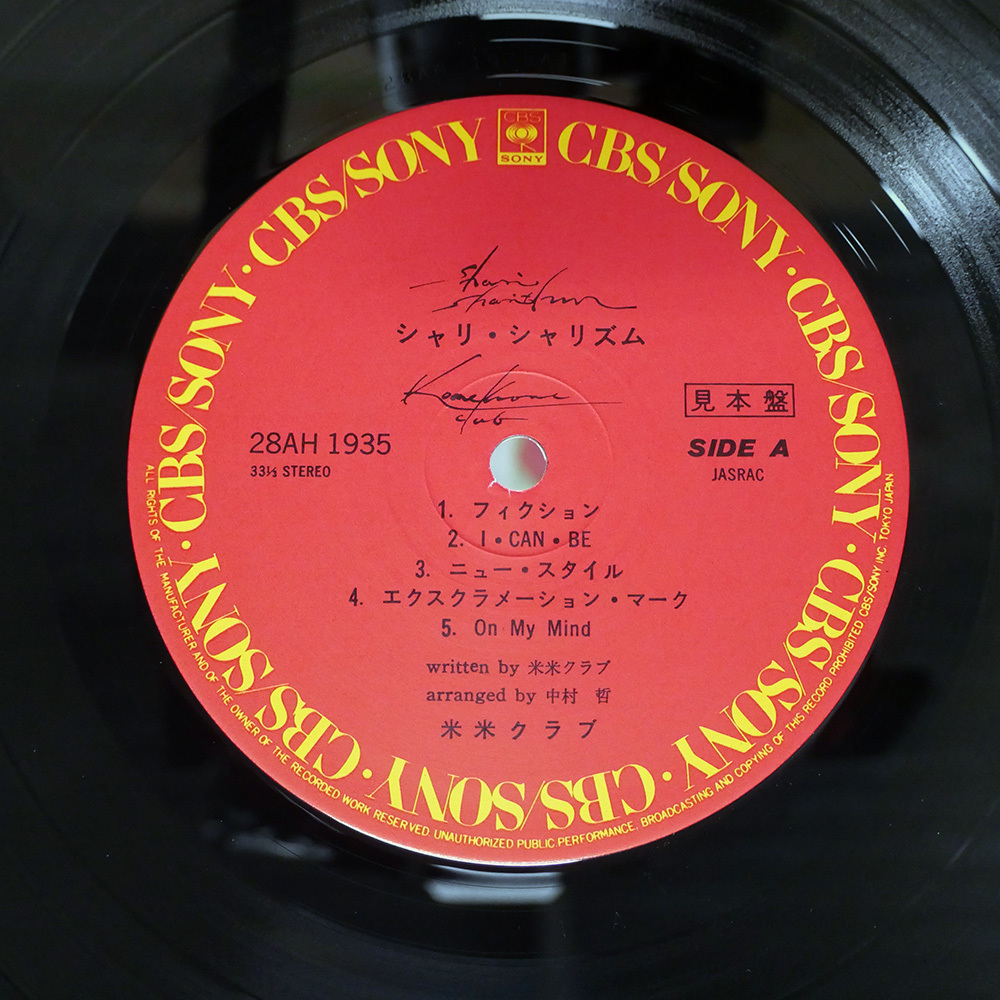 CBS/SONY · CBS/SONY · CBS/SONY · CBS/SONY · CBS/SONY · CBS/SONY · CBS/SONY · CBS/SONY
CBS
SONY
シャリ・シャリズム
Komekome
club
見本盤
28AH 1935
SIDE A
33⅓ STEREO
JASRAC
1. フィクション
2. I・CAN・BE
3. ニュー・スタイル
4. エクスクラメーション・マーク
5. On My Mind
written by 米米クラブ
arranged by 中村 哲
米米クラブ
ALL RIGHTS OF THE MANUFACTURER AND OF THE OWNER OF THE RECORDED WORK RESERVED. UNAUTHORIZED PUBLIC PERFORMANCE, BROADCASTING AND COPYING OF THIS RECORD PROHIBITED CBS/SONY INC. TOKYO JAPAN